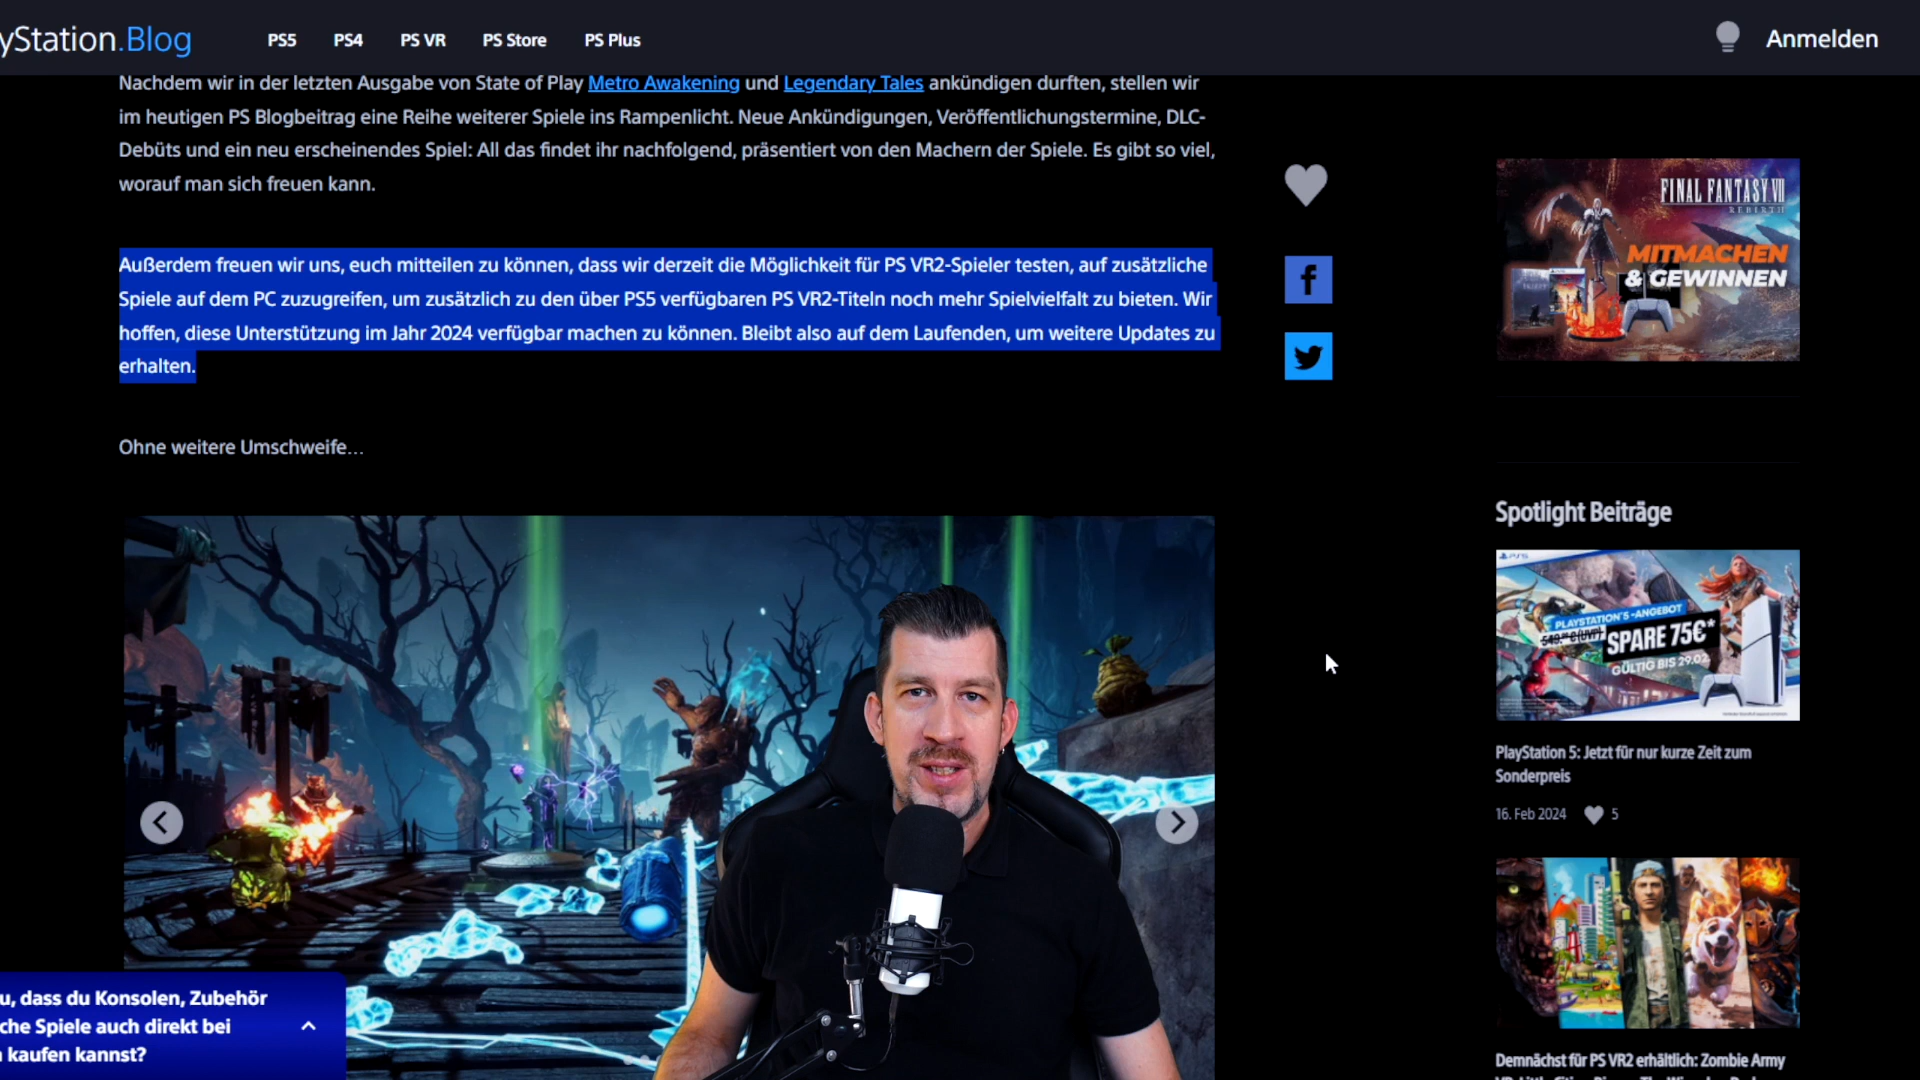 yStation.Blog
PS5
PS4
PS VR
PS Store
PS Plus
Anmelden
Nachdem wir in der letzten Ausgabe von State of Play Metro Awakening und Legendary Tales ankündigen durften, stellen wir
im heutigen PS Blogbeitrag eine Reihe weiterer Spiele ins Rampenlicht. Neue Ankündigungen, Veröffentlichungstermine, DLC-
Debüts und ein neu erscheinendes Spiel: All das findet ihr nachfolgend, präsentiert von den Machern der Spiele. Es gibt so viel,
worauf man sich freuen kann.
Außerdem freuen wir uns, euch mitteilen zu können, dass wir derzeit die Möglichkeit für PS VR2-Spieler testen, auf zusätzliche
Spiele auf dem PC zuzugreifen, um zusätzlich zu den über PS5 verfügbaren PS VR2-Titeln noch mehr Spielvielfalt zu bieten. Wir
hoffen, diese Unterstützung im Jahr 2024 verfügbar machen zu können. Bleibt also auf dem Laufenden, um weitere Updates zu
erhalten.
Ohne weitere Umschweife...
FINAL FANTASY VII
REBIRTH
MITMACHEN
& GEWINNEN
Spotlight Beiträge
PS5
PLAYSTATION®5-ANGEBOT
549,99 € (UVP)
SPARE 75€*
GÜLTIG BIS 29.02.
PlayStation 5: Jetzt für nur kurze Zeit zum
Sonderpreis
16. Feb 2024
5
Demnächst für PS VR2 erhältlich: Zombie Army
u, dass du Konsolen, Zubehör
che Spiele auch direkt bei
kaufen kannst?